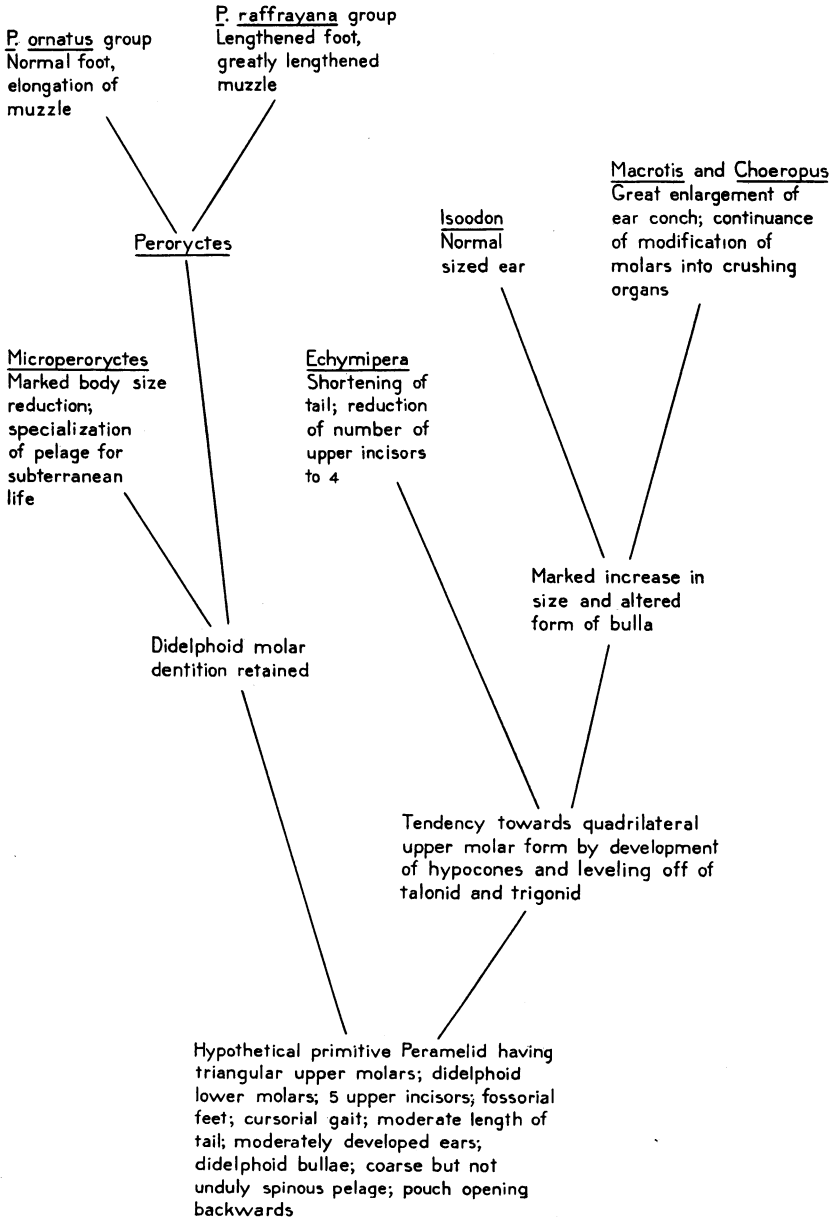 P. ornatus group
Normal foot,
elongation of
muzzle
P. raffrayana group
Lengthened foot,
greatly lengthened
muzzle
Peroryctes
Isoodon
Normal
sized ear
Macrotis and Choeropus
Great enlargement of
ear conch; continuance
of modification of
molars into crushing
organs
Microperoryctes
Marked body size
reduction;
specialization
of pelage for
subterranean
life
Echymipera
Shortening of
tail; reduction
of number of
upper incisors
to 4
Marked increase in
size and altered
form of bulla
Didelphoid molar
dentition retained
Tendency towards quadrilateral
upper molar form by development
of hypocones and leveling off of
talonid and trigonid
Hypothetical primitive Peramelid having
triangular upper molars; didelphoid
lower molars; 5 upper incisors; fossorial
feet; cursorial gait; moderate length of
tail; moderately developed ears;
didelphoid bullae; coarse but not
unduly spinous pelage; pouch opening
backwards